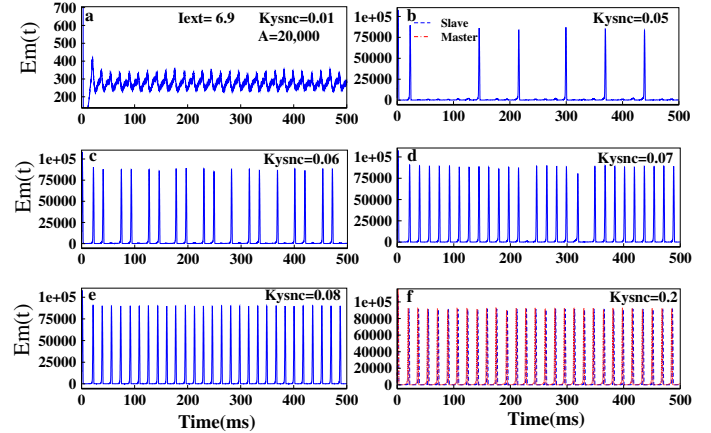 a Iext= 6.9 Kysnc=0.01
A=20,000
Em(t)
700
600
500
400
300
200
0 100 200 300 400 500
b Kysnc=0.05
Slave
Master
1e+05
75000
50000
25000
0
0 100 200 300 400 500
c Kysnc=0.06
Em(t)
1e+05
75000
50000
25000
0
0 100 200 300 400 500
d Kysnc=0.07
1e+05
75000
50000
25000
0
0 100 200 300 400 500
e Kysnc=0.08
Em(t)
1e+05
75000
50000
25000
0
0 100 200 300 400 500
Time(ms)
f Kysnc=0.2
1e+05
80000
60000
40000
20000
0
0 100 200 300 400 500
Time(ms)